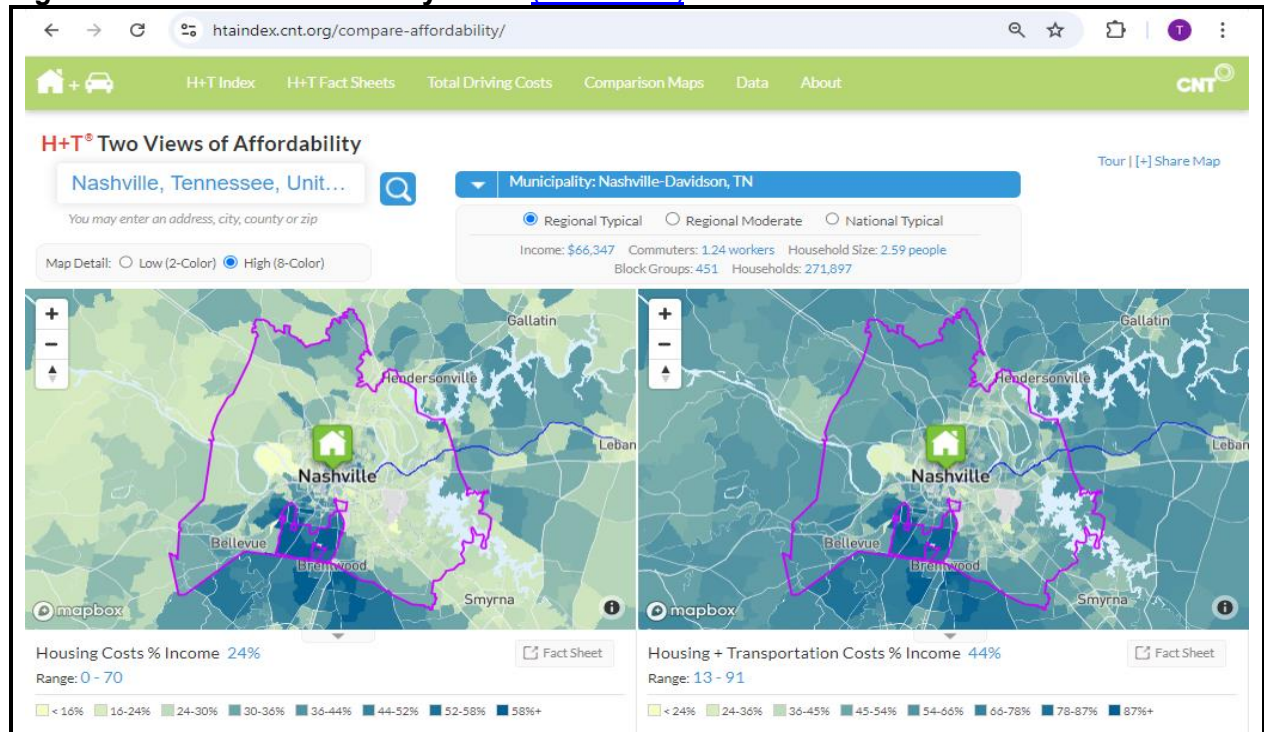 htaindex.cnt.org/compare-affordability/
T
+
H+T Index H+T Fact Sheets Total Driving Costs Comparison Maps Data About
CNT
H+T® Two Views of Affordability
Tour | [+] Share Map
Nashville, Tennessee, Unit...
Municipality: Nashville-Davidson, TN
You may enter an address, city, county or zip
Regional Typical Regional Moderate National Typical
Income: $66,347 Commuters: 1.24 workers Household Size: 2.59 people
Block Groups: 451 Households: 271,897
Map Detail: Low (2-Color) High (8-Color)
Gallatin
Hendersonville
Leban
Nashville
Bellevue
Brentwood
Smyrna
mapbox
Gallatin
Hendersonville
Leban
Nashville
Bellevue
Brentwood
Smyrna
mapbox
Housing Costs % Income 24%
Fact Sheet
Range: 0 - 70
< 16% 16-24% 24-30% 30-36% 36-44% 44-52% 52-58% 58%+
Housing + Transportation Costs % Income 44%
Fact Sheet
Range: 13 - 91
< 24% 24-36% 36-45% 45-54% 54-66% 66-78% 78-87% 87%+